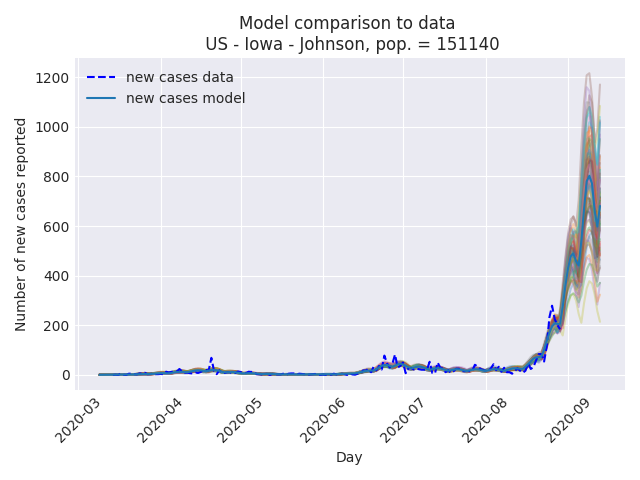 Model comparison to data
US - Iowa - Johnson, pop. = 151140
new cases data
new cases model
Number of new cases reported
1200
1000
800
600
400
200
0
2020-03
2020-04
2020-05
2020-06
2020-07
2020-08
2020-09
Day